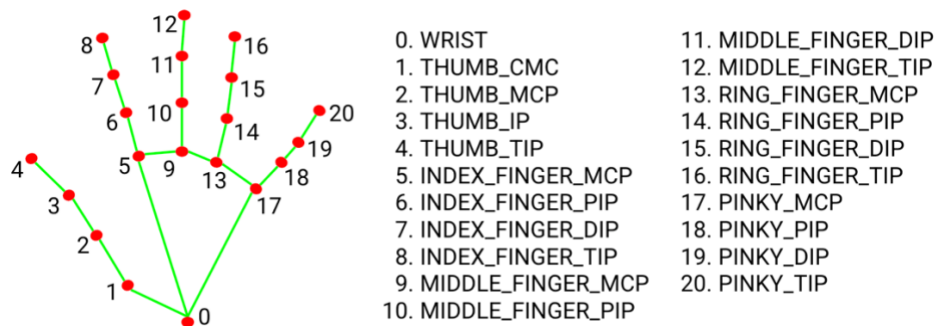 12
8
16
11
7
15
10
6
14
20
4
5
9
13
19
18
3
17
2
1
0
0. WRIST
1. THUMB_CMC
2. THUMB_MCP
3. THUMB_IP
4. THUMB_TIP
5. INDEX_FINGER_MCP
6. INDEX_FINGER_PIP
7. INDEX_FINGER_DIP
8. INDEX_FINGER_TIP
9. MIDDLE_FINGER_MCP
10. MIDDLE_FINGER_PIP
11. MIDDLE_FINGER_DIP
12. MIDDLE_FINGER_TIP
13. RING_FINGER_MCP
14. RING_FINGER_PIP
15. RING_FINGER_DIP
16. RING_FINGER_TIP
17. PINKY_MCP
18. PINKY_PIP
19. PINKY_DIP
20. PINKY_TIP